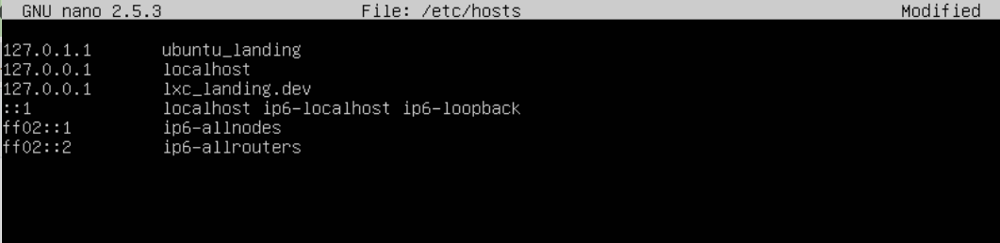 GNU nano 2.5.3 File: /etc/hosts Modified
127.0.1.1 ubuntu_landing
127.0.0.1 localhost
127.0.0.1 lxc_landing.dev
::1 localhost ip6-localhost ip6-loopback
ff02::1 ip6-allnodes
ff02::2 ip6-allrouters